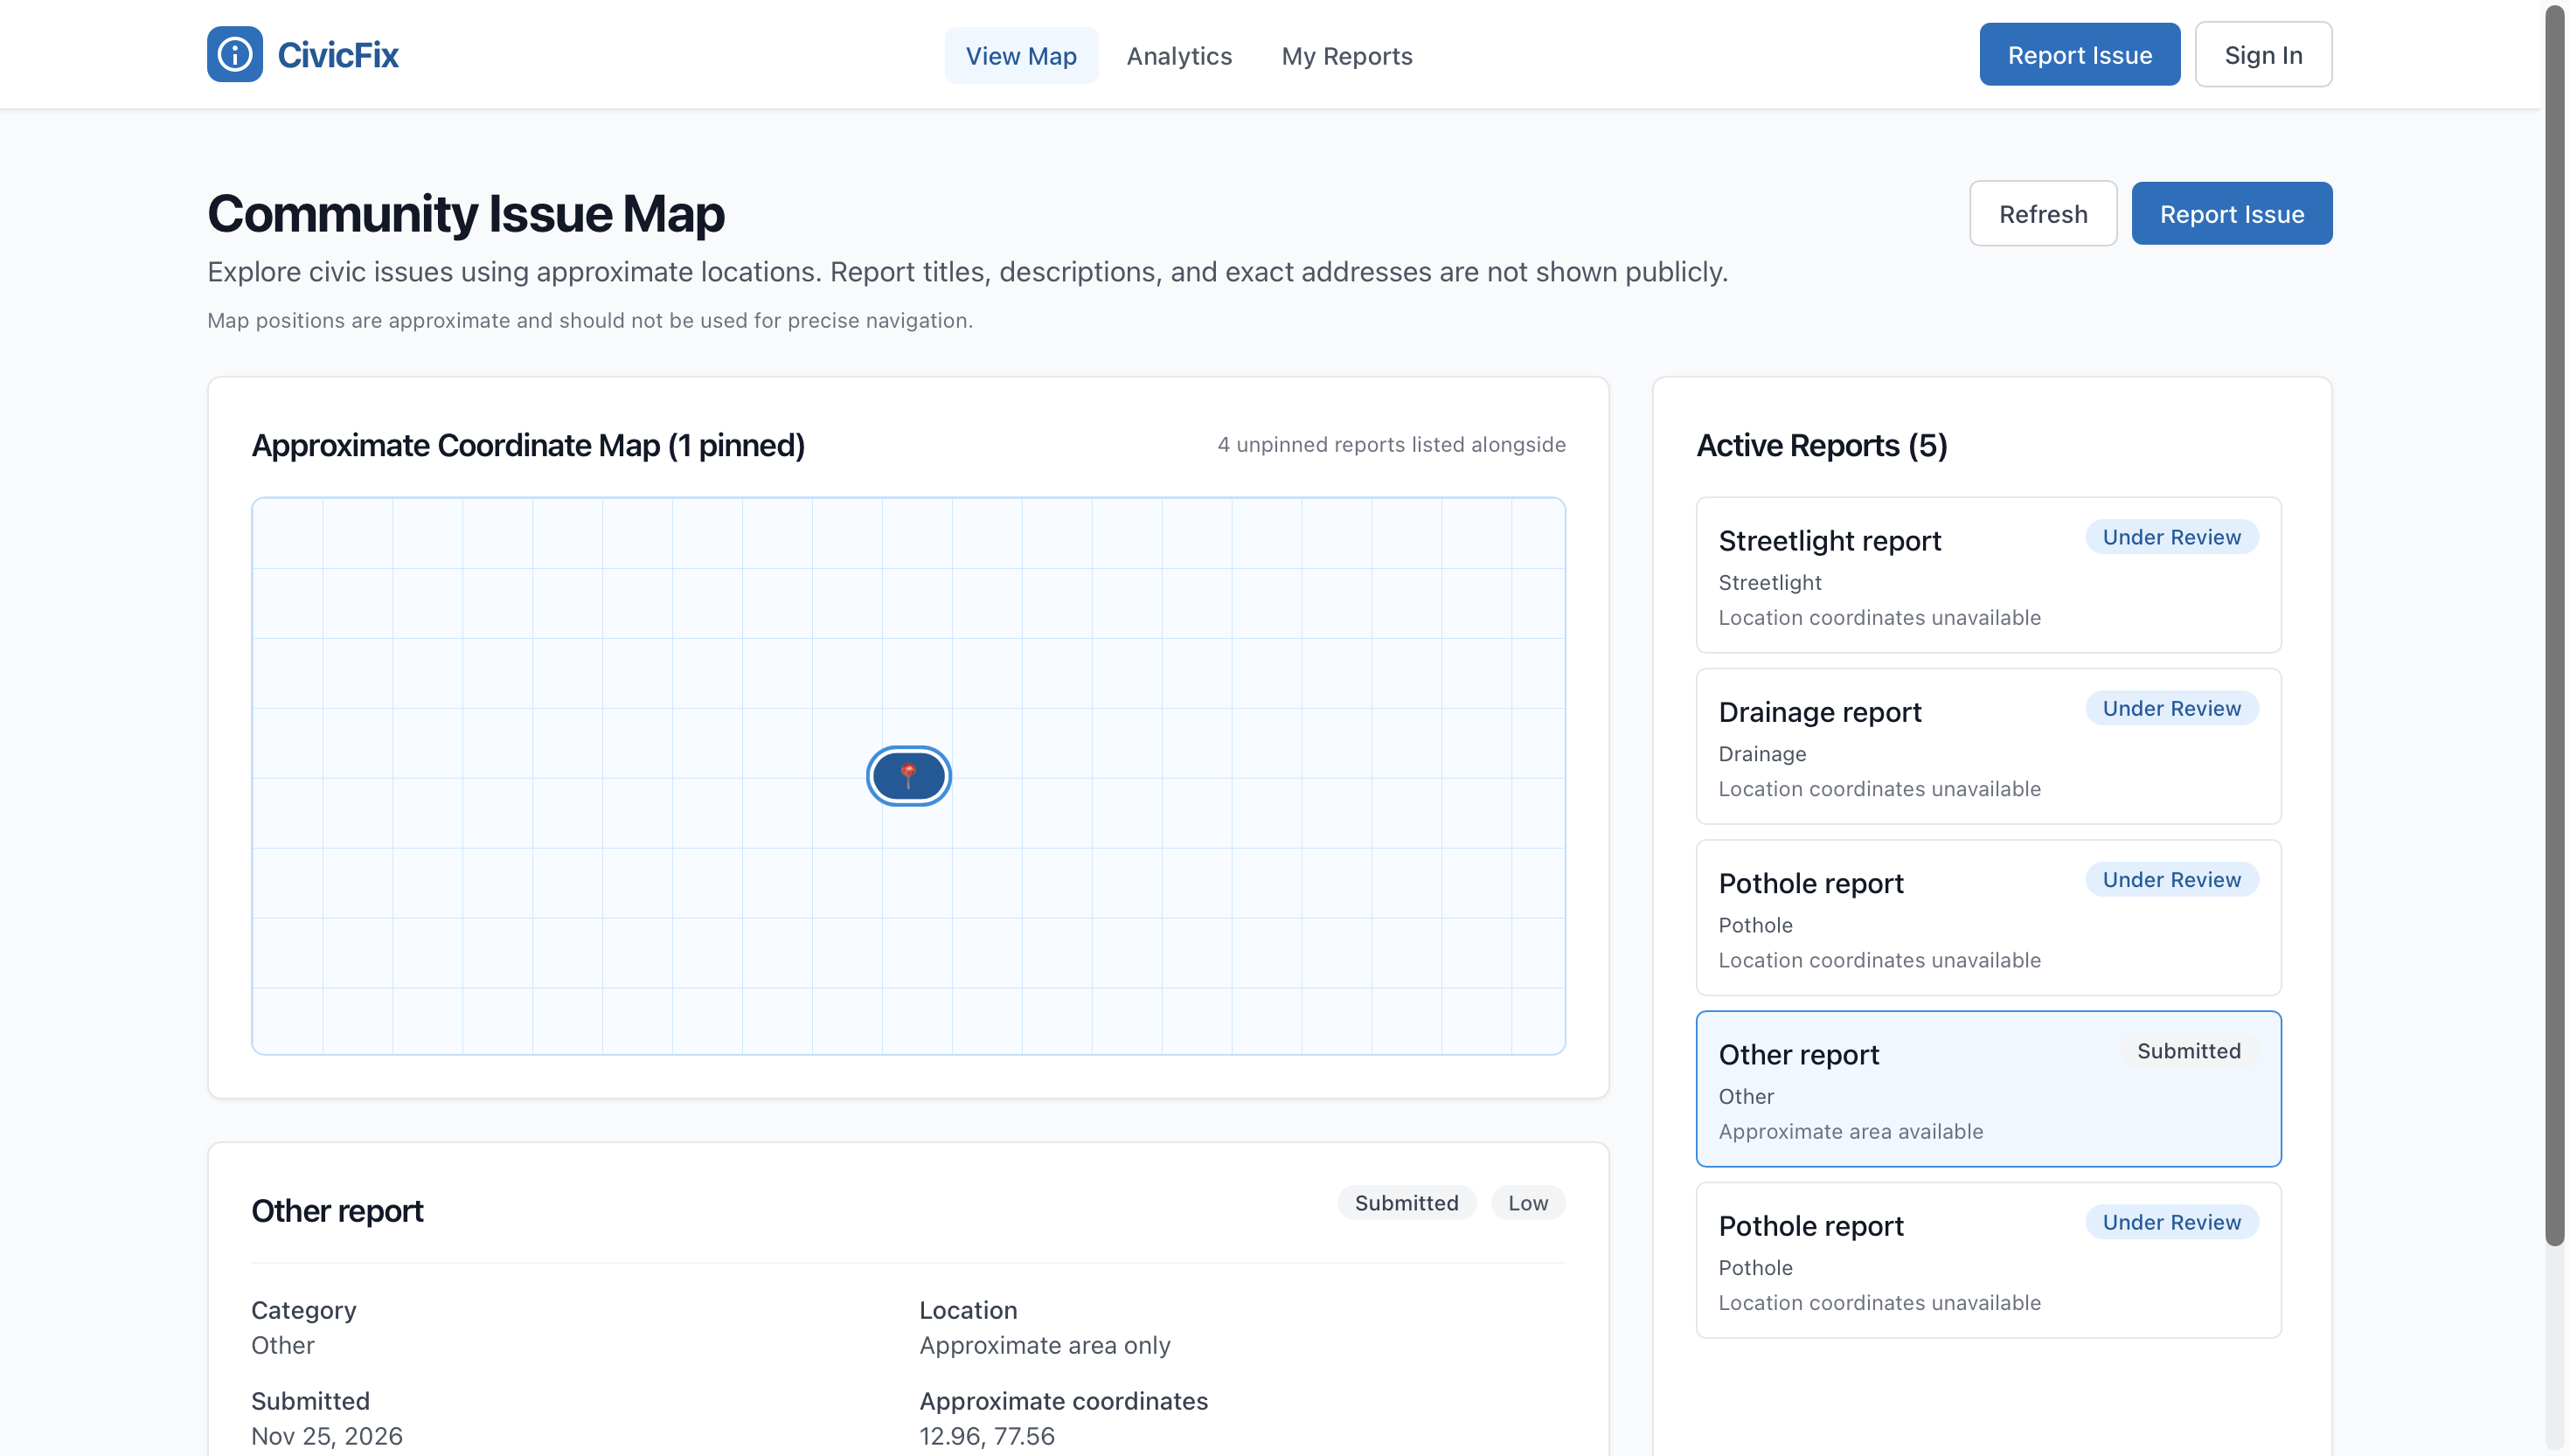 CivicFix
View Map
Analytics
My Reports
Report Issue
Sign In
Community Issue Map
Refresh
Report Issue
Explore civic issues using approximate locations. Report titles, descriptions, and exact addresses are not shown publicly.
Map positions are approximate and should not be used for precise navigation.
Approximate Coordinate Map (1 pinned)
4 unpinned reports listed alongside
Other report
Submitted
Low
Category
Other
Location
Approximate area only
Submitted
Nov 25, 2026
Approximate coordinates
12.96, 77.56
Active Reports (5)
Streetlight report
Under Review
Streetlight
Location coordinates unavailable
Drainage report
Under Review
Drainage
Location coordinates unavailable
Pothole report
Under Review
Pothole
Location coordinates unavailable
Other report
Submitted
Other
Approximate area available
Pothole report
Under Review
Pothole
Location coordinates unavailable